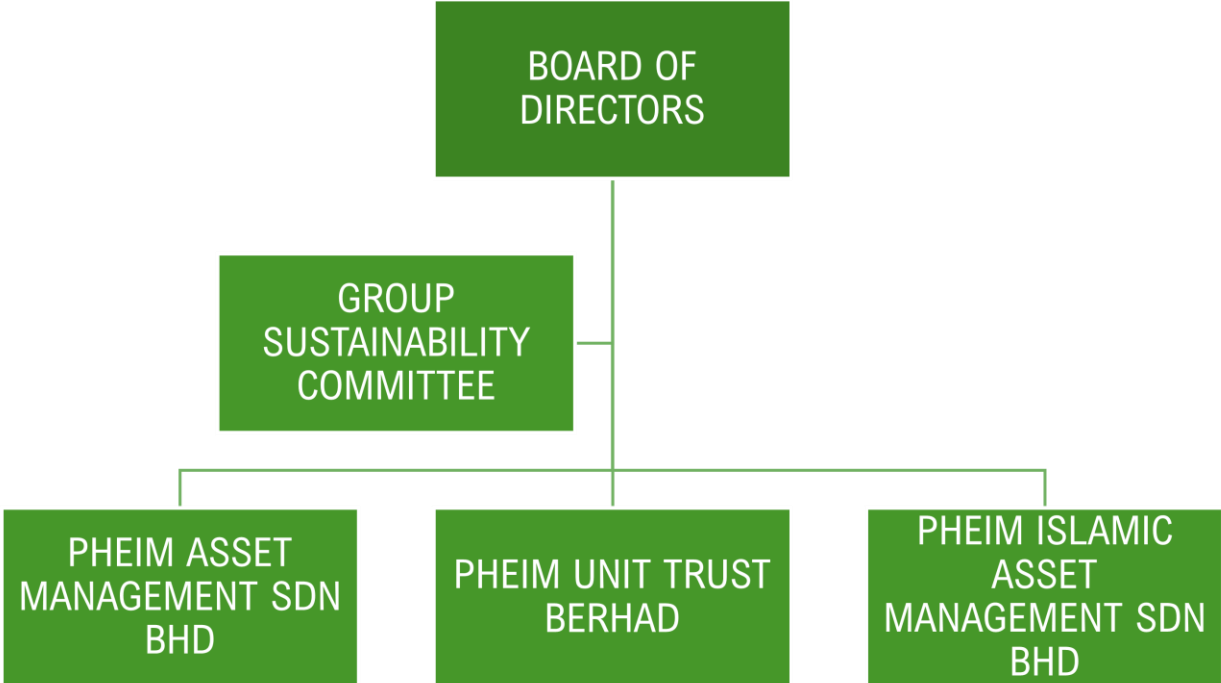 BOARD OF
DIRECTORS
GROUP
SUSTAINABILITY
COMMITTEE
PHEIM ASSET
MANAGEMENT SDN
BHD
PHEIM UNIT TRUST
BERHAD
PHEIM ISLAMIC
ASSET
MANAGEMENT SDN
BHD